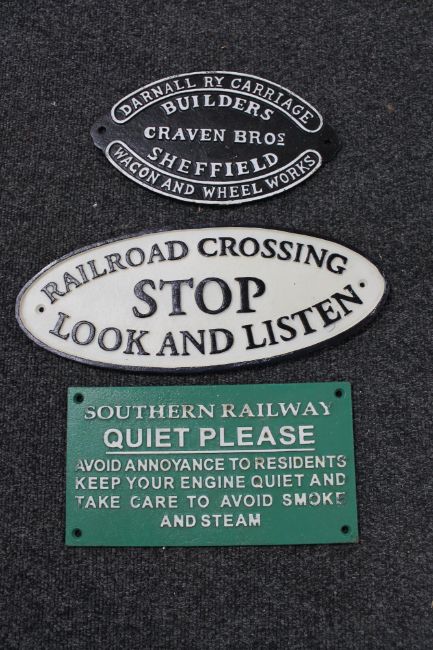 DARNALL RY CARRIAGE
BUILDERS
CRAVEN BROS
SHEFFIELD
WAGON AND WHEEL WORKS
RAILROAD CROSSING
STOP
LOOK AND LISTEN
SOUTHERN RAILWAY
QUIET PLEASE
AVOID ANNOYANCE TO RESIDENTS
KEEP YOUR ENGINE QUIET AND
TAKE CARE TO AVOID SMOKE
AND STEAM